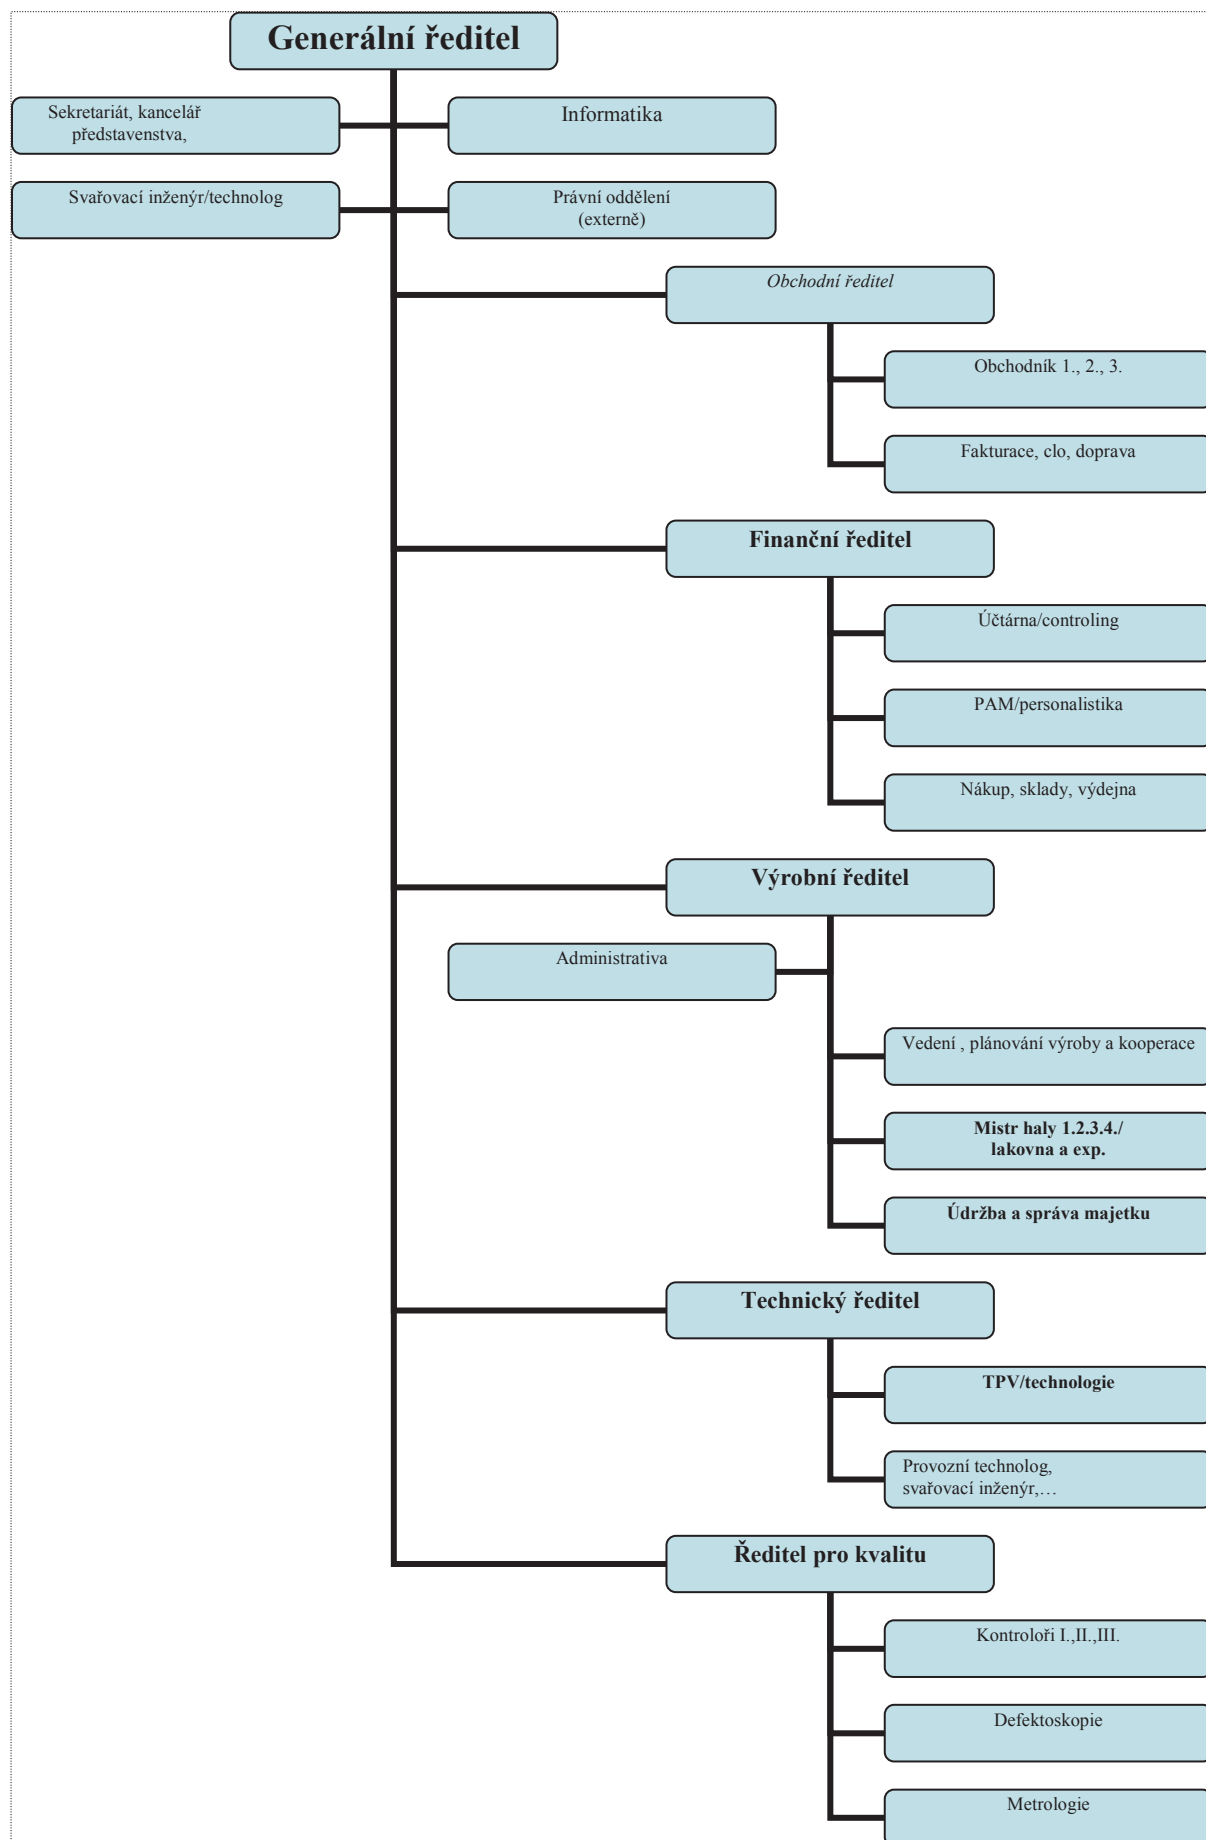 Generální ředitel
Sekretariát, kancelář
představenstva,
Informatika
Svařovací inženýr/technolog
Právní oddělení
(externě)
Obchodní ředitel
Obchodník 1., 2., 3.
Fakturace, clo, doprava
Finanční ředitel
Účtárna/controling
PAM/personalistika
Nákup, sklady, výdejna
Výrobní ředitel
Administrativa
Vedení , plánování výroby a kooperace
Mistr haly 1.2.3.4./
lakovna a exp.
Údržba a správa majetku
Technický ředitel
TPV/technologie
Provozní technolog,
svařovací inženýr,…
Ředitel pro kvalitu
Kontroloři I.,II.,III.
Defektoskopie
Metrologie